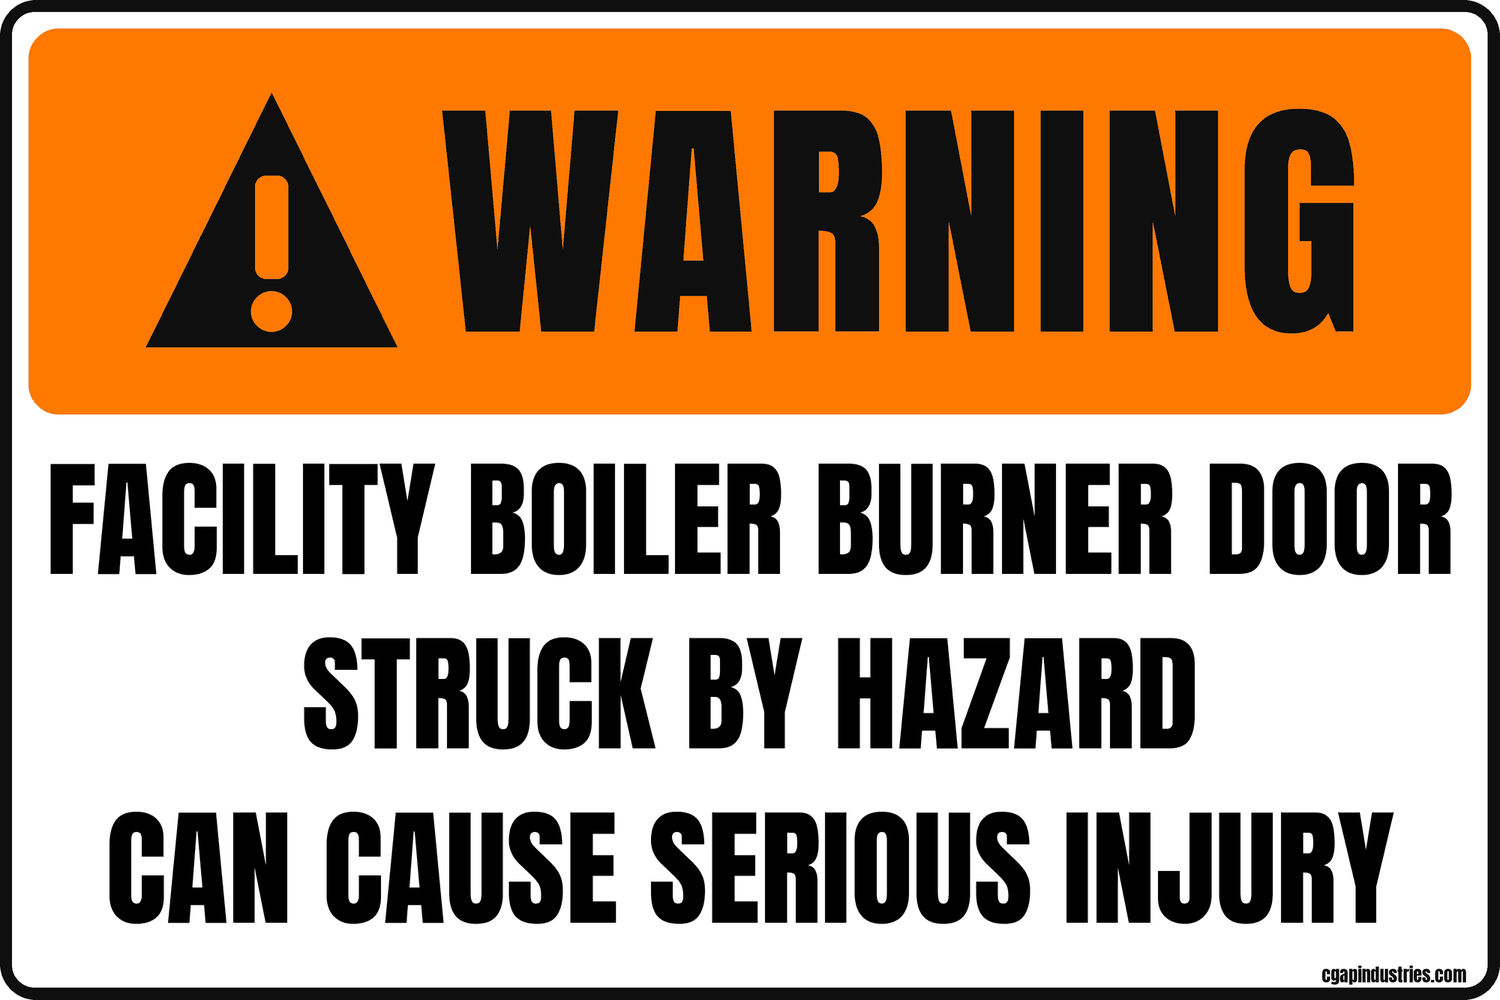 WARNING
FACILITY BOILER BURNER DOOR
STRUCK BY HAZARD
CAN CAUSE SERIOUS INJURY
cgapindustries.com